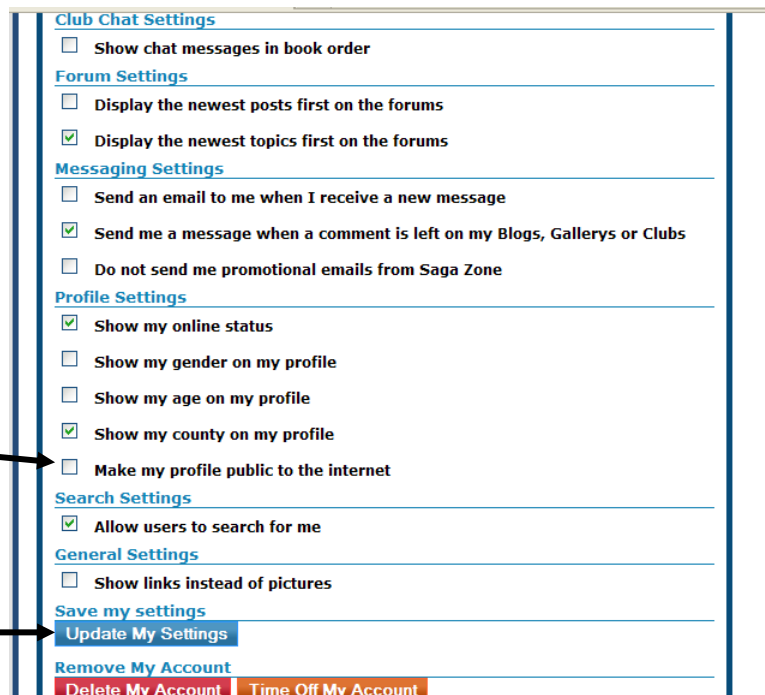 Club Chat Settings
Show chat messages in book order
Forum Settings
Display the newest posts first on the forums
Display the newest topics first on the forums
Messaging Settings
Send an email to me when I receive a new message
Send me a message when a comment is left on my Blogs, Gallerys or Clubs
Do not send me promotional emails from Saga Zone
Profile Settings
Show my online status
Show my gender on my profile
Show my age on my profile
Show my county on my profile
Make my profile public to the internet
Search Settings
Allow users to search for me
General Settings
Show links instead of pictures
Save my settings
Update My Settings
Remove My Account
Delete My Account Time Off My Account